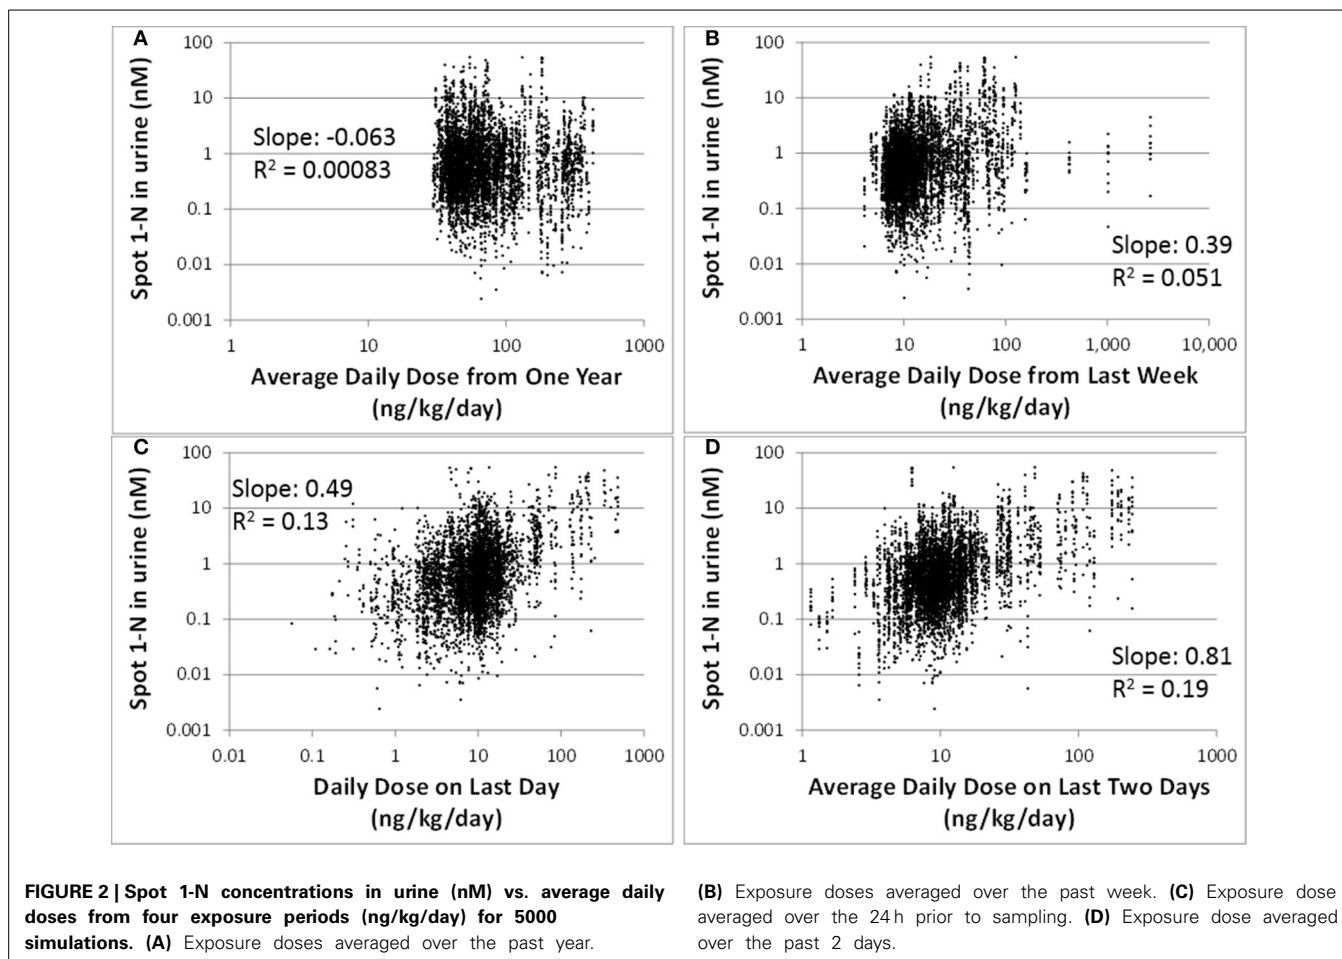 A
100
10
1
0.1
0.01
0.001
Spot 1-N in urine (nM)
Slope: -0.063
R² = 0.00083
1 10 100 1000
Average Daily Dose from One Year
(ng/kg/day)
B
100
10
1
0.1
0.01
0.001
Spot 1-N in urine (nM)
Slope: 0.39
R² = 0.051
1 10 100 1,000 10,000
Average Daily Dose from Last Week
(ng/kg/day)
C
100
10
1
0.1
0.01
0.001
Spot 1-N in urine (nM)
Slope: 0.49
R² = 0.13
0.01 0.1 1 10 100 1000
Daily Dose on Last Day
(ng/kg/day)
D
100
10
1
0.1
0.01
0.001
Spot 1-N in urine (nM)
Slope: 0.81
R² = 0.19
1 10 100 1000
Average Daily Dose on Last Two Days
(ng/kg/day)
FIGURE 2 | Spot 1-N concentrations in urine (nM) vs. average daily
doses from four exposure periods (ng/kg/day) for 5000
simulations. (A) Exposure doses averaged over the past year.
(B) Exposure doses averaged over the past week. (C) Exposure dose
averaged over the 24 h prior to sampling. (D) Exposure dose averaged
over the past 2 days.